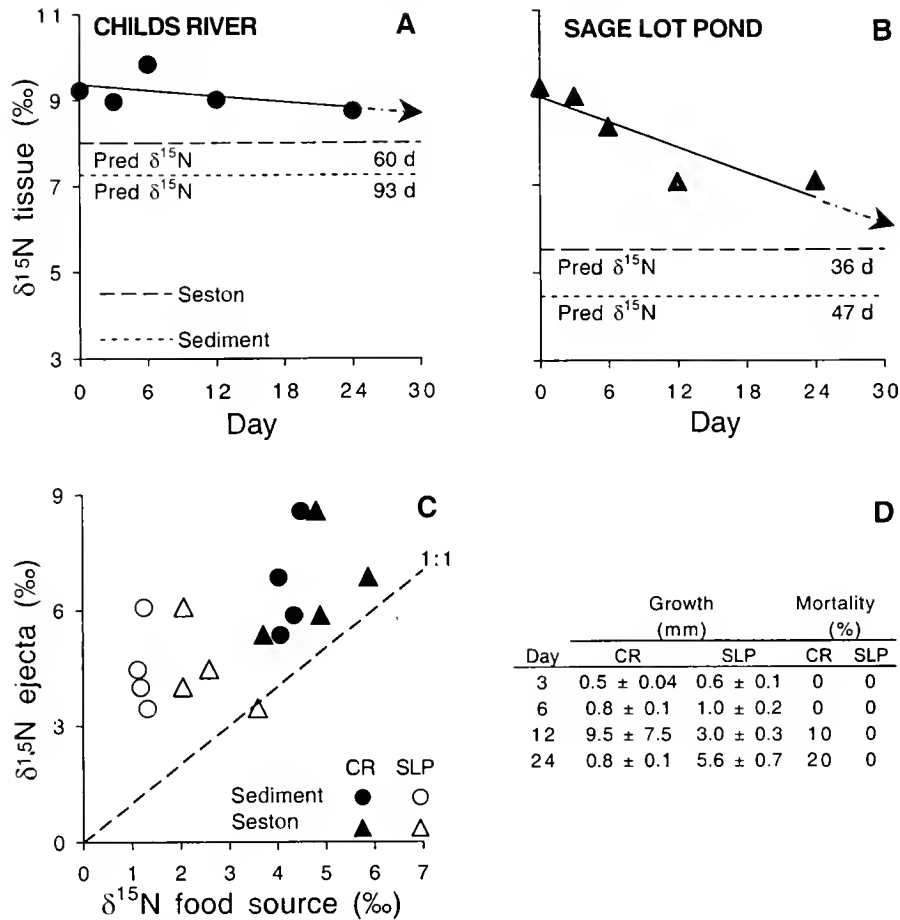 CHILDS RIVER A
δ¹⁵N tissue (‰)
11
9
7
5
3
Pred δ¹⁵N 60 d
Pred δ¹⁵N 93 d
Seston
Sediment
0 6 12 18 24 30
Day
SAGE LOT POND B
Pred δ¹⁵N 36 d
Pred δ¹⁵N 47 d
0 6 12 18 24 30
Day
C
δ¹⁵N ejecta (‰)
9
6
3
0
1:1
CR SLP
Sediment
Seston
0 1 2 3 4 5 6 7
δ¹⁵N food source (‰)
D
Growth Mortality
(mm) (%)
Day CR SLP CR SLP
3 0.5 ± 0.04 0.6 ± 0.1 0 0
6 0.8 ± 0.1 1.0 ± 0.2 0 0
12 9.5 ± 7.5 3.0 ± 0.3 10 0
24 0.8 ± 0.1 5.6 ± 0.7 20 0